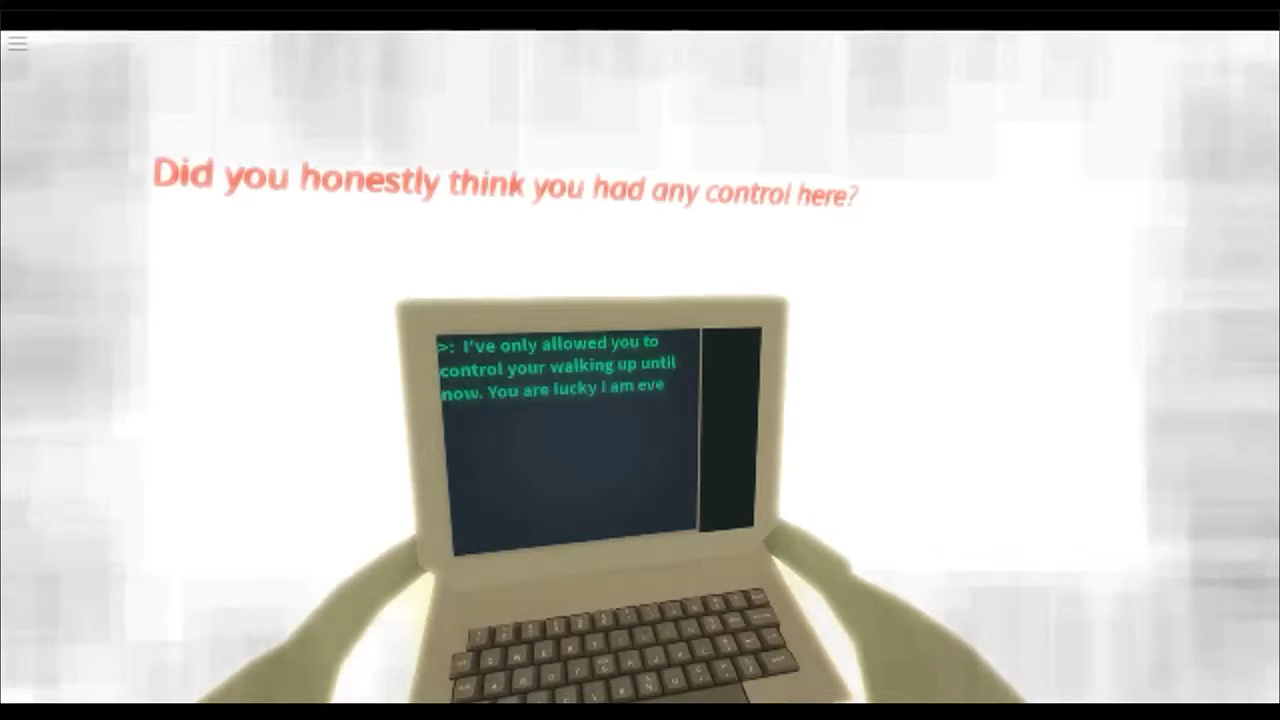 Did you honestly think you had any control here?
>: I've only allowed you to
control your walking up until
now. You are lucky I am eve